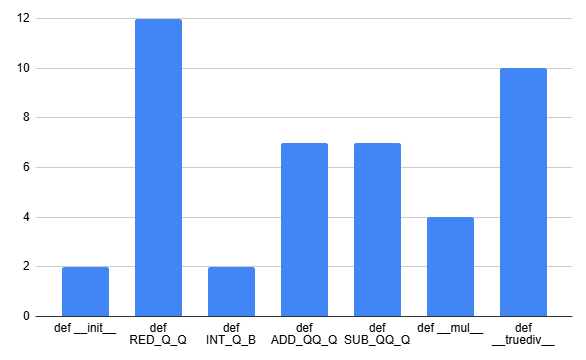 12
10
8
6
4
2
0
def __init__
def
RED_Q_Q
def
INT_Q_B
def
ADD_QQ_Q
def
SUB_QQ_Q
def __mul__
def
__truediv__